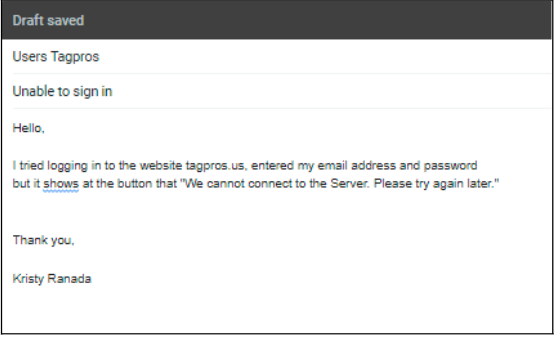 Draft saved
Users Tagpros
Unable to sign in
Hello,
I tried logging in to the website tagpros.us, entered my email address and password
but it shows at the button that "We cannot connect to the Server. Please try again later."
Thank you,
Kristy Ranada